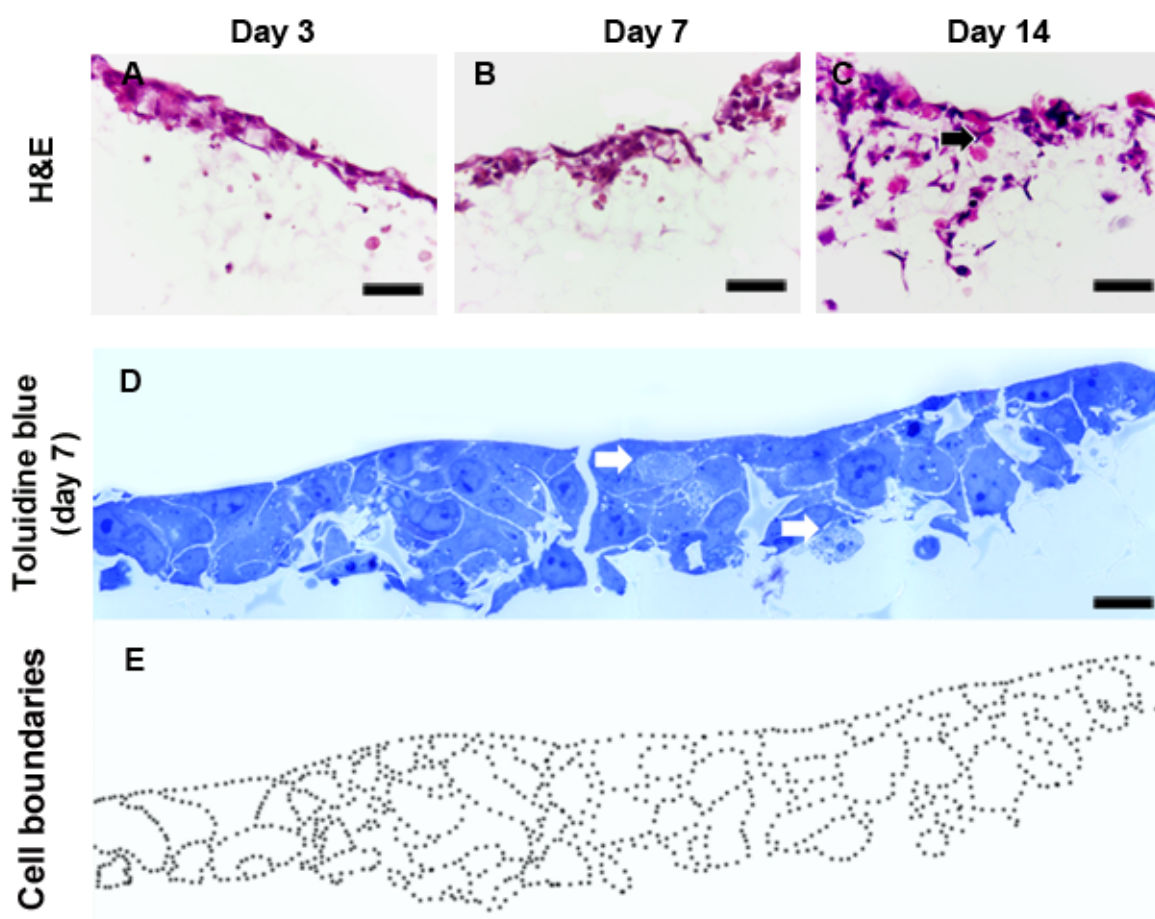 Day 3
Day 7
Day 14
H&E
A
B
C
Toluidine blue
(day 7)
D
Cell boundaries
E